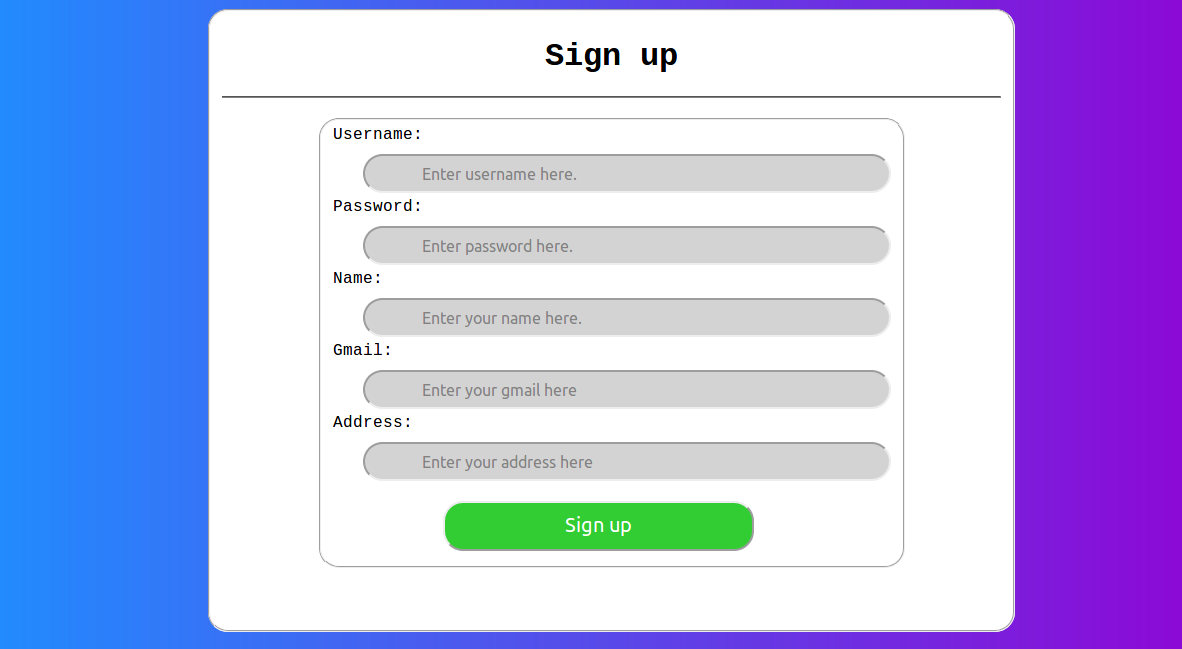 Sign up
Username:
Enter username here.
Password:
Enter password here.
Name:
Enter your name here.
Gmail:
Enter your gmail here
Address:
Enter your address here
Sign up